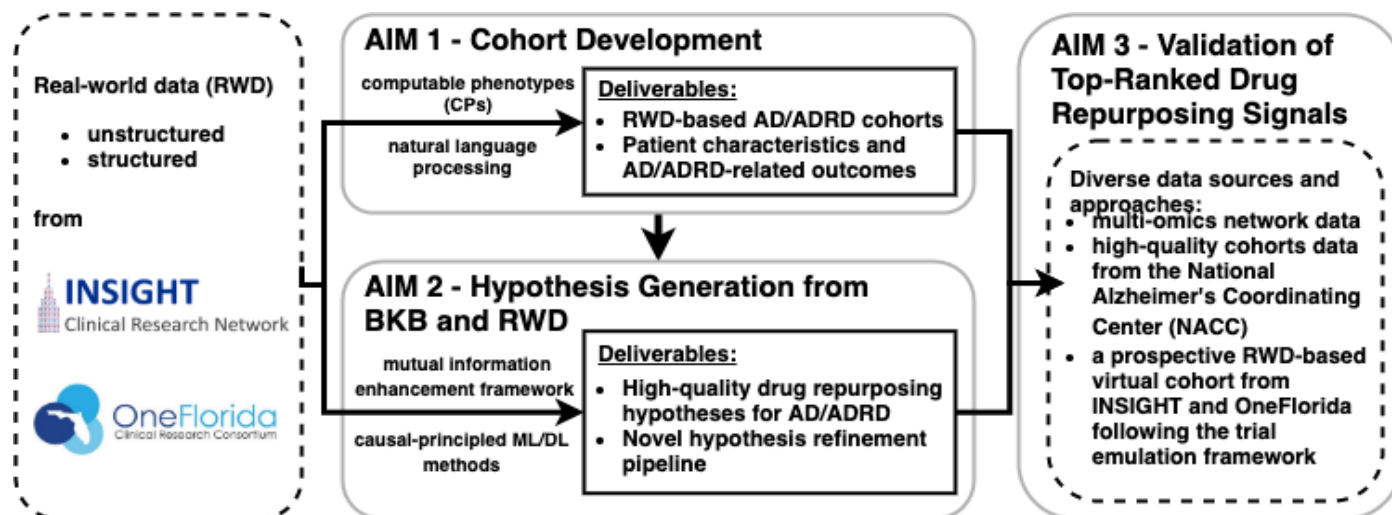 Real-world data (RWD)
• unstructured
• structured
from
INSIGHT
Clinical Research Network
OneFlorida
Clinical Research Consortium
AIM 1 - Cohort Development
computable phenotypes
(CPs)
natural language
processing
Deliverables:
• RWD-based AD/ADRD cohorts
• Patient characteristics and
AD/ADRD-related outcomes
AIM 2 - Hypothesis Generation from
BKB and RWD
mutual information
enhancement framework
causal-principled ML/DL
methods
Deliverables:
• High-quality drug repurposing
hypotheses for AD/ADRD
• Novel hypothesis refinement
pipeline
AIM 3 - Validation of
Top-Ranked Drug
Repurposing Signals
Diverse data sources and
approaches:
• multi-omics network data
• high-quality cohorts data
from the National
Alzheimer's Coordinating
Center (NACC)
• a prospective RWD-based
virtual cohort from
INSIGHT and OneFlorida
following the trial
emulation framework